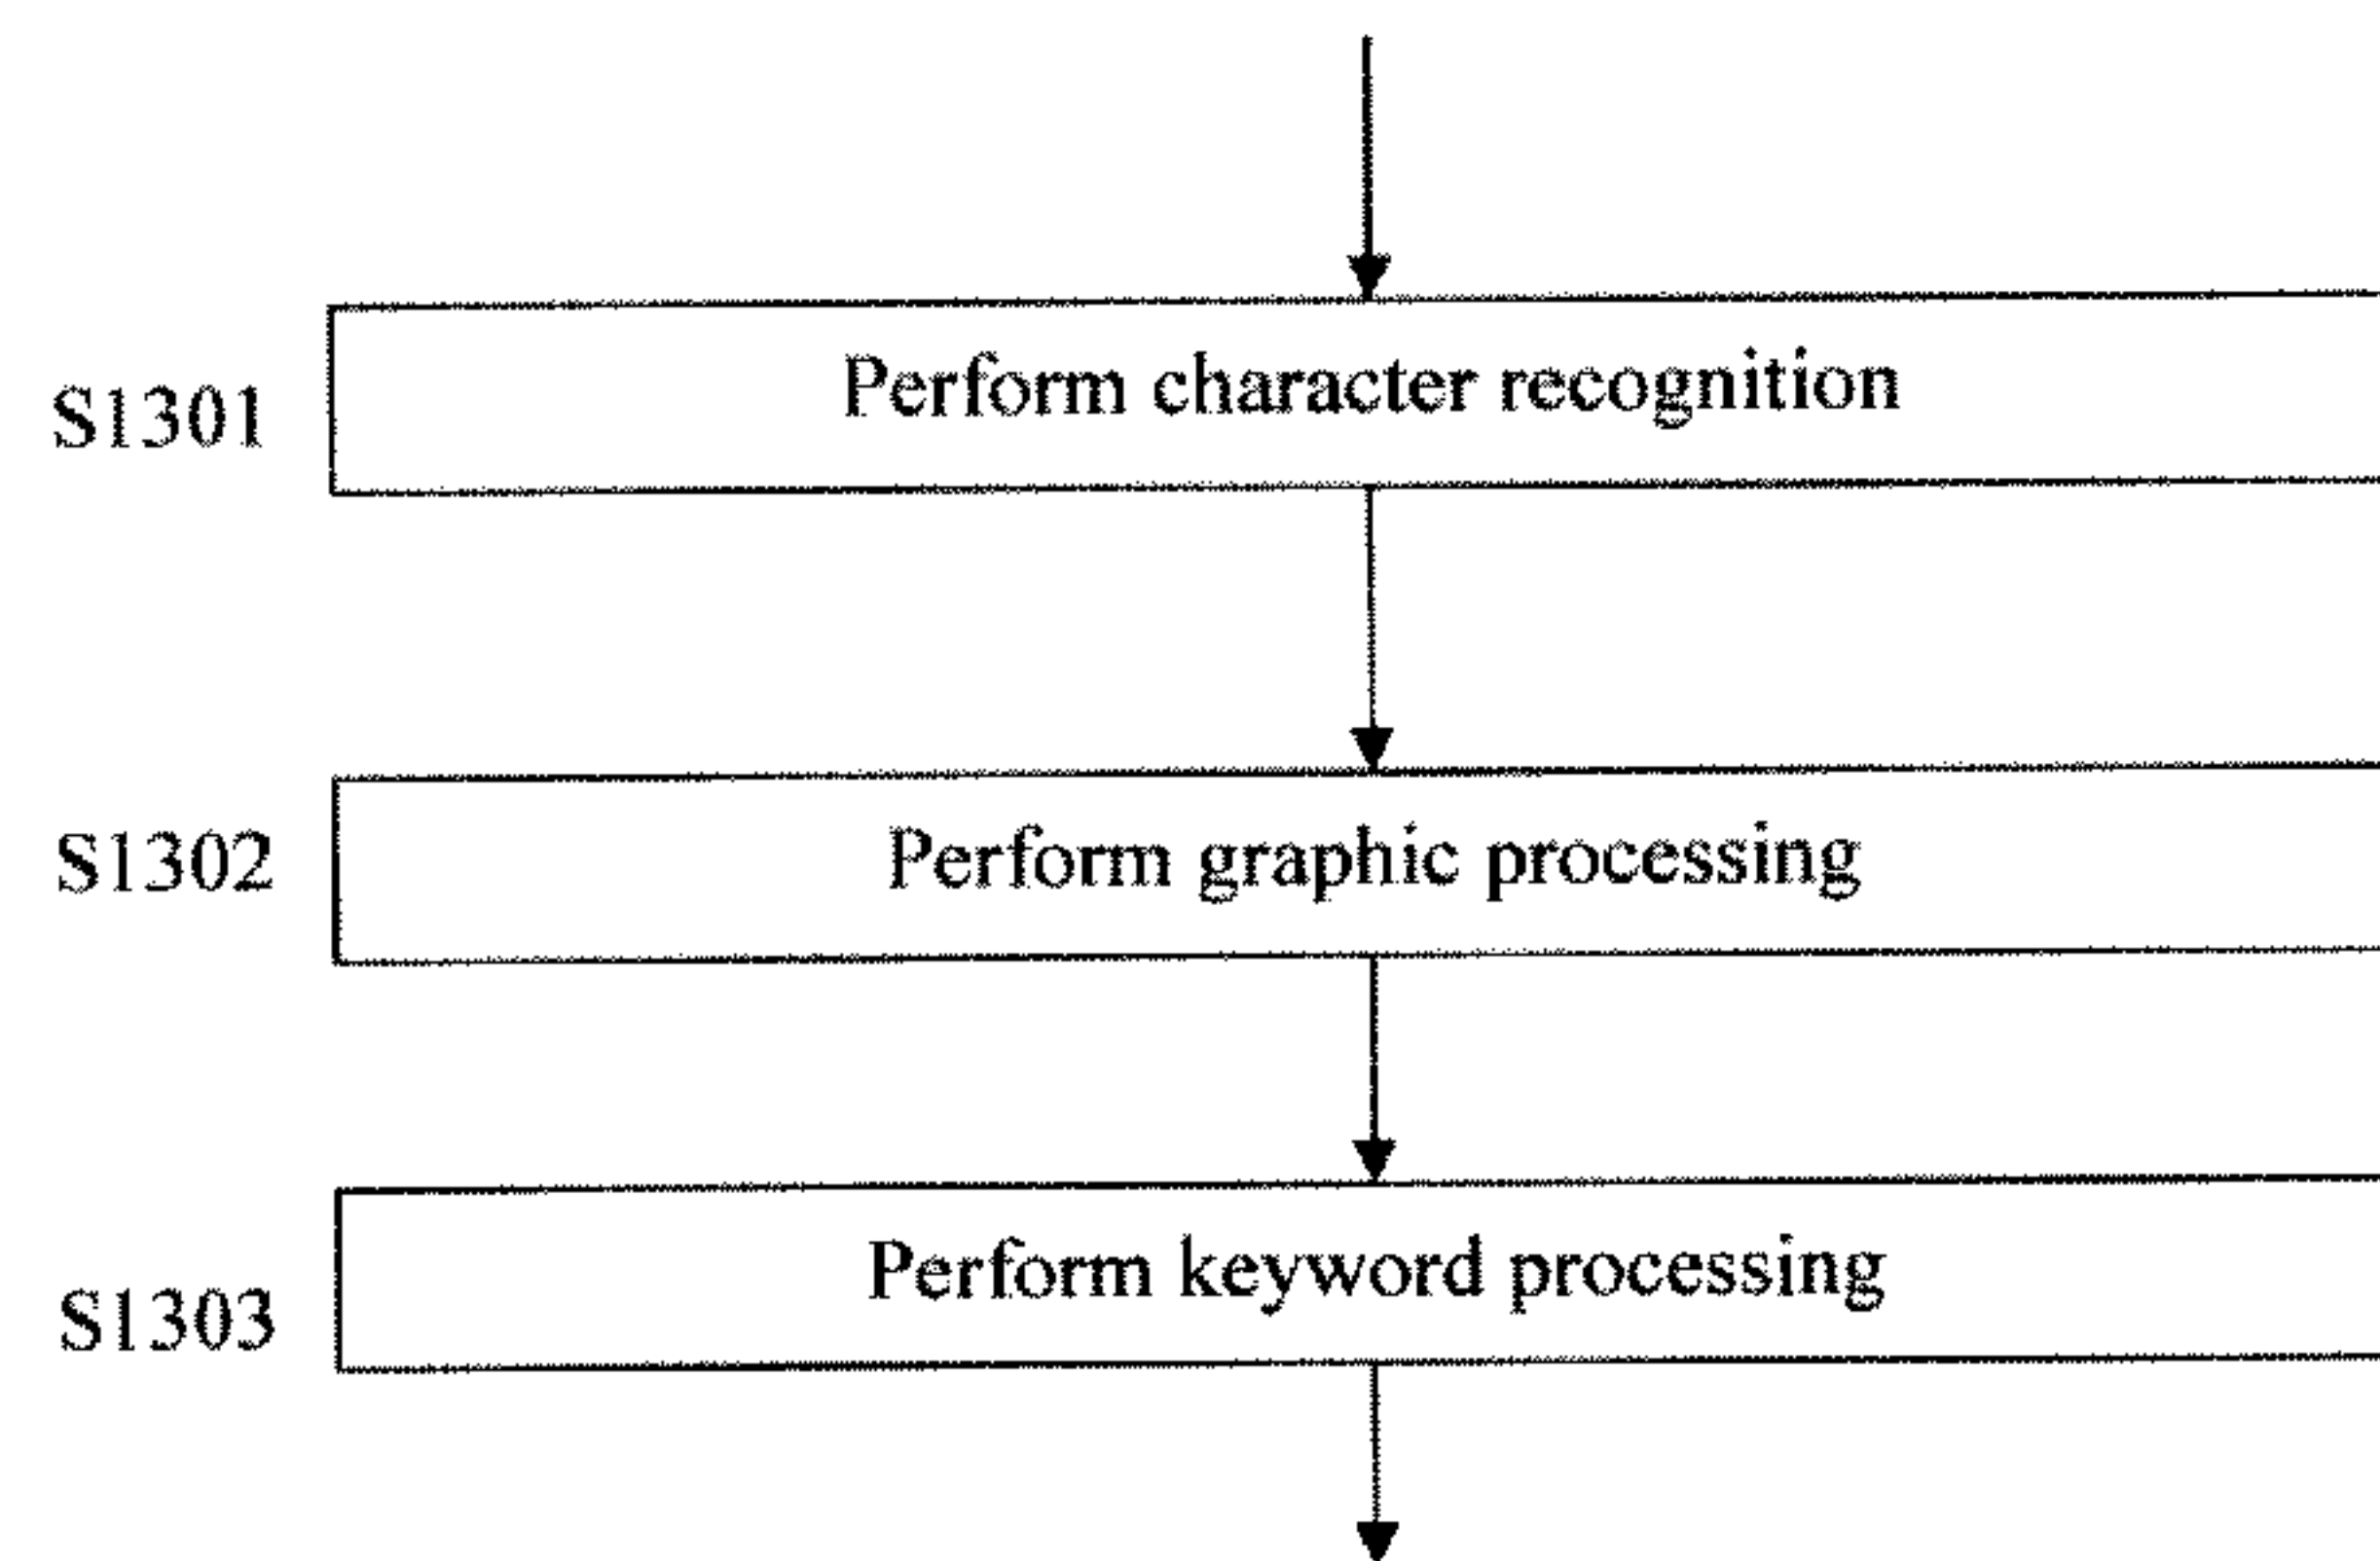 S1301 Perform character recognition
S1302 Perform graphic processing
S1303 Perform keyword processing